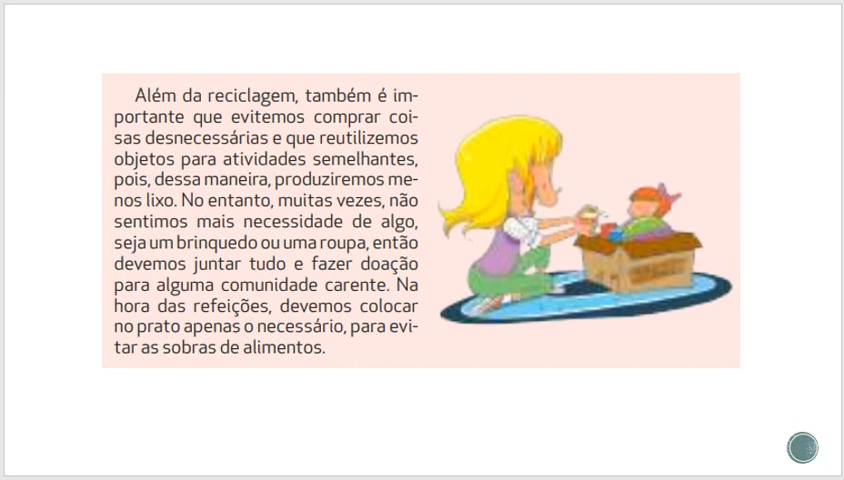 Além da reciclagem, também é im-
portante que evitemos comprar coi-
sas desnecessárias e que reutilizemos
objetos para atividades semelhantes,
pois, dessa maneira, produziremos me-
nos lixo. No entanto, muitas vezes, não
sentimos mais necessidade de algo,
seja um brinquedo ou uma roupa, então
devemos juntar tudo e fazer doação
para alguma comunidade carente. Na
hora das refeições, devemos colocar
no prato apenas o necessário, para evi-
tar as sobras de alimentos.